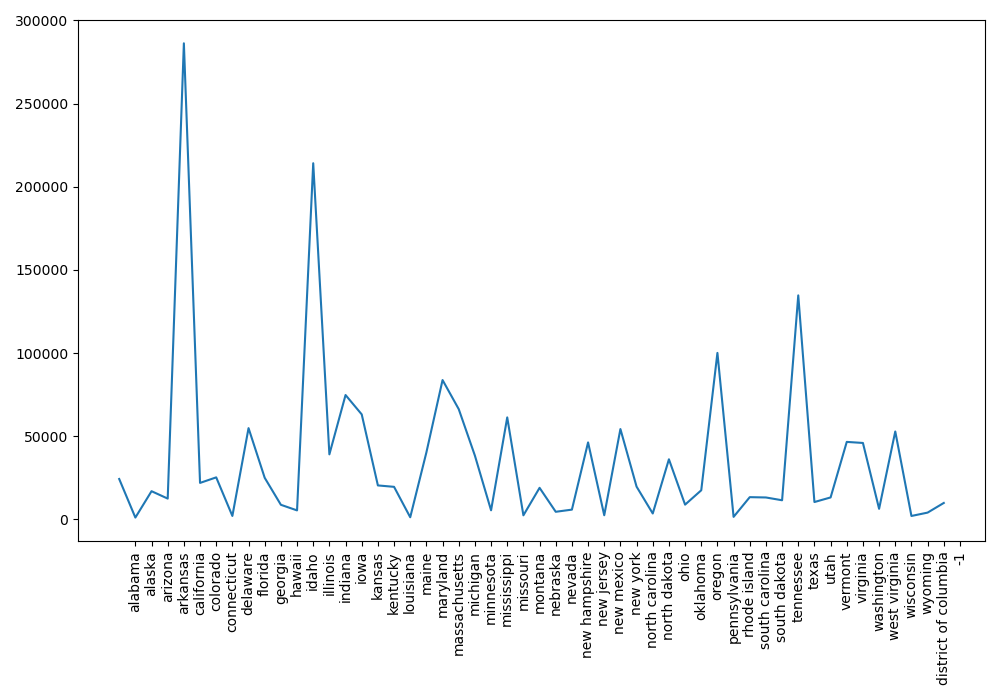 300000
250000
200000
150000
100000
50000
0
alabama
alaska
arizona
arkansas
california
colorado
connecticut
delaware
florida
georgia
hawaii
idaho
illinois
indiana
iowa
kansas
kentucky
louisiana
maine
maryland
massachusetts
michigan
minnesota
mississippi
missouri
montana
nebraska
nevada
new hampshire
new jersey
new mexico
new york
north carolina
north dakota
ohio
oklahoma
oregon
pennsylvania
rhode island
south carolina
south dakota
tennessee
texas
utah
vermont
virginia
washington
west virginia
wisconsin
wyoming
district of columbia
-1